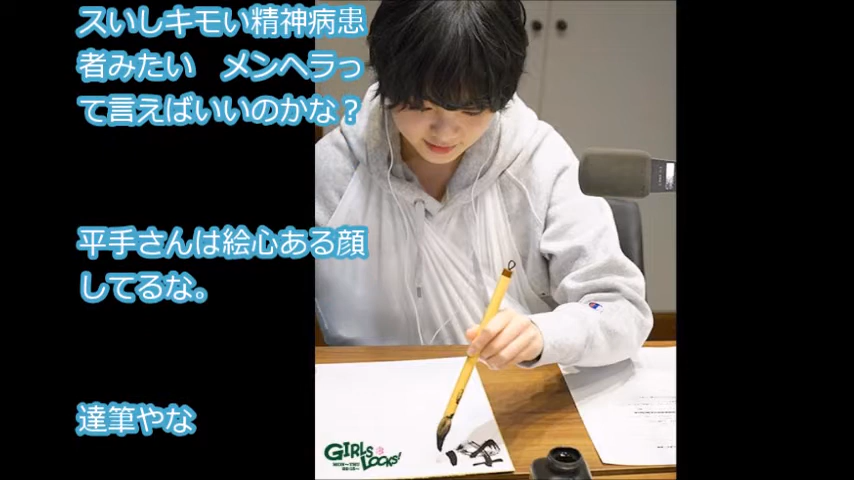 スいしキモい精神病患
者みたい　メンヘラっ
て言えばいいのかな？
平手さんは絵心ある顔
してるな。
達筆やな
GIRLS
LOCKS!